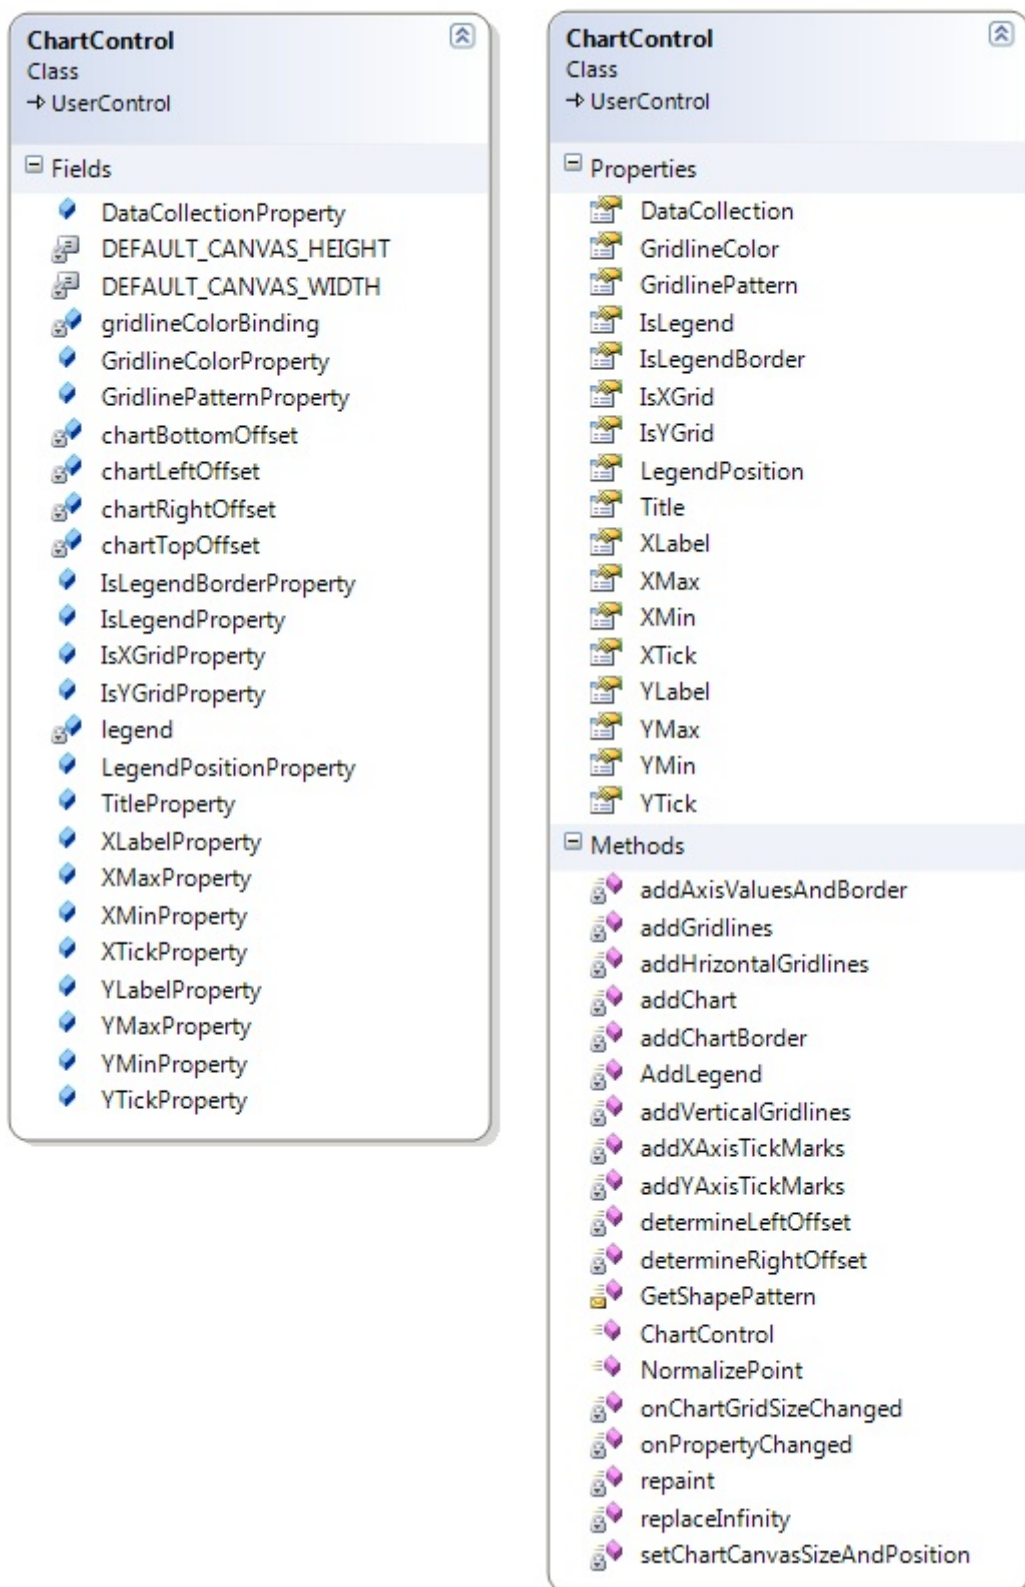 ChartControl
Class
UserControl
Fields
DataCollectionProperty
DEFAULT_CANVAS_HEIGHT
DEFAULT_CANVAS_WIDTH
gridlineColorBinding
GridlineColorProperty
GridlinePatternProperty
chartBottomOffset
chartLeftOffset
chartRightOffset
chartTopOffset
IsLegendBorderProperty
IsLegendProperty
IsXGridProperty
IsYGridProperty
legend
LegendPositionProperty
TitleProperty
XLabelProperty
XMaxProperty
XMinProperty
XTickProperty
YLabelProperty
YMaxProperty
YMinProperty
YTickProperty
ChartControl
Class
UserControl
Properties
DataCollection
GridlineColor
GridlinePattern
IsLegend
IsLegendBorder
IsXGrid
IsYGrid
LegendPosition
Title
XLabel
XMax
XMin
XTick
YLabel
YMax
YMin
YTick
Methods
addAxisValuesAndBorder
addGridlines
addHrizontalGridlines
addChart
addChartBorder
AddLegend
addVerticalGridlines
addXAxisTickMarks
addYAxisTickMarks
determineLeftOffset
determineRightOffset
GetShapePattern
ChartControl
NormalizePoint
onChartGridSizeChanged
onPropertyChanged
repaint
replaceInfinity
setChartCanvasSizeAndPosition